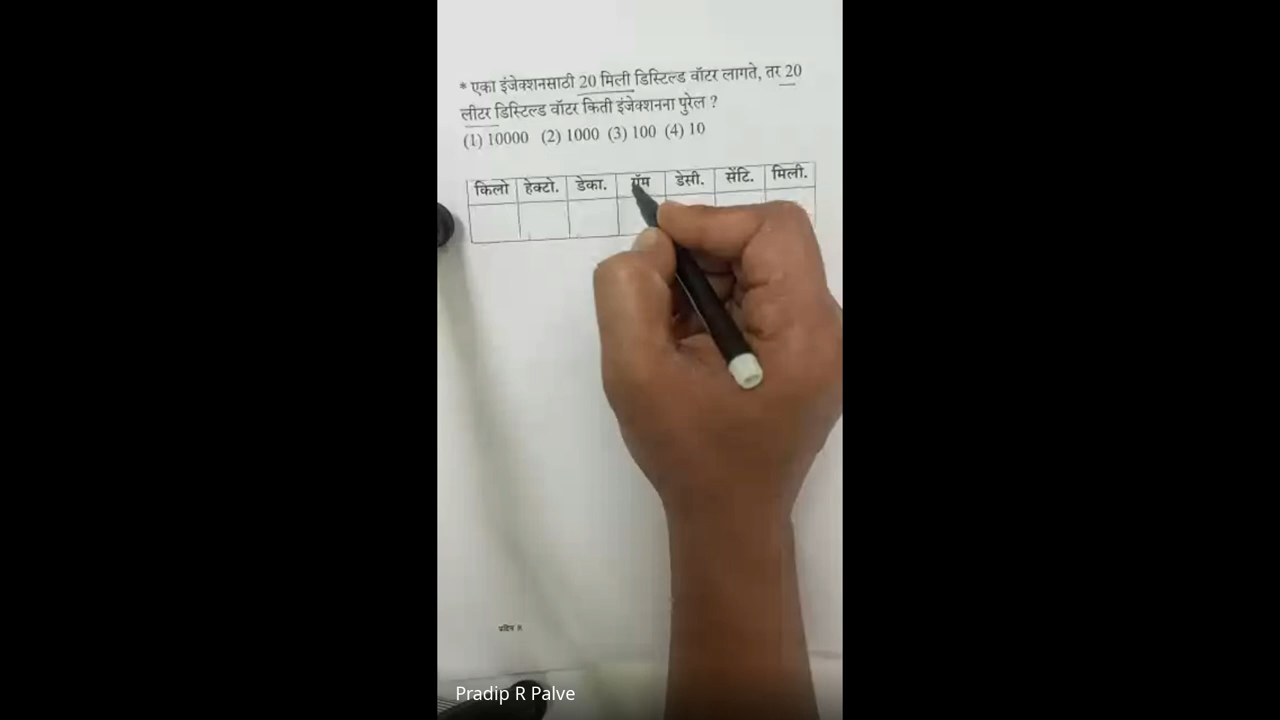 * एका इंजेक्शनसाठी 20 मिली डिस्टिल्ड वॉटर लागते, तर 20
लीटर डिस्टिल्ड वॉटर किती इंजेक्शनना पुरेल ?
(1) 10000 (2) 1000 (3) 100 (4) 10
किलो हेक्टो. डेका. ग्रॅम डेसी. सेंटि. मिली.
प्रदिप R
Pradip R Palve